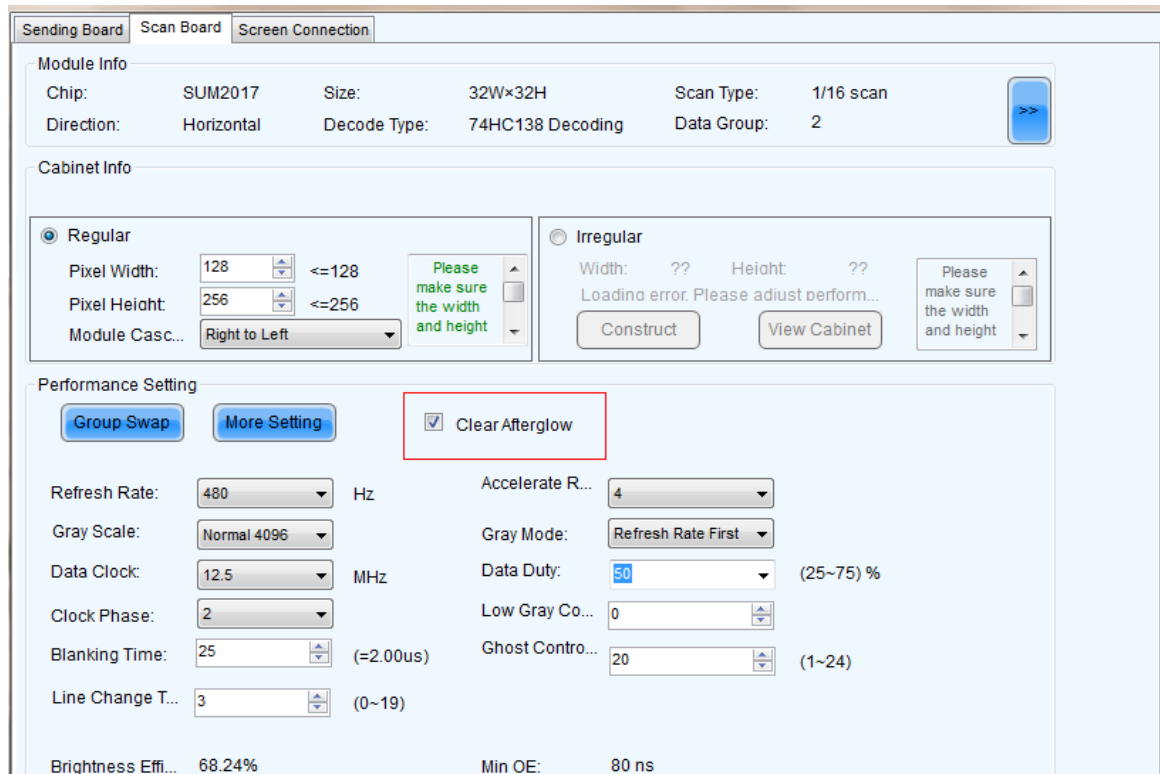 Sending Board Scan Board Screen Connection
Module Info
Chip: SUM2017 Size: 32W×32H Scan Type: 1/16 scan
>>
Direction: Horizontal Decode Type: 74HC138 Decoding Data Group: 2
Cabinet Info
Regular
Pixel Width: 128 <=128
Pixel Height: 256 <=256
Module Casc... Right to Left
Please
make sure
the width
and height
Irregular
Width: ?? Height: ??
Loading error. Please adjust perform...
Construct View Cabinet
Please
make sure
the width
and height
Performance Setting
Group Swap More Setting Clear Afterglow
Refresh Rate: 480 Hz Accelerate R... 4
Gray Scale: Normal 4096 Gray Mode: Refresh Rate First
Data Clock: 12.5 MHz Data Duty: 50 (25~75) %
Clock Phase: 2 Low Gray Co... 0
Blanking Time: 25 (=2.00us) Ghost Contro... 20 (1~24)
Line Change T... 3 (0~19)
Brightness Effi... 68.24% Min OE: 80 ns